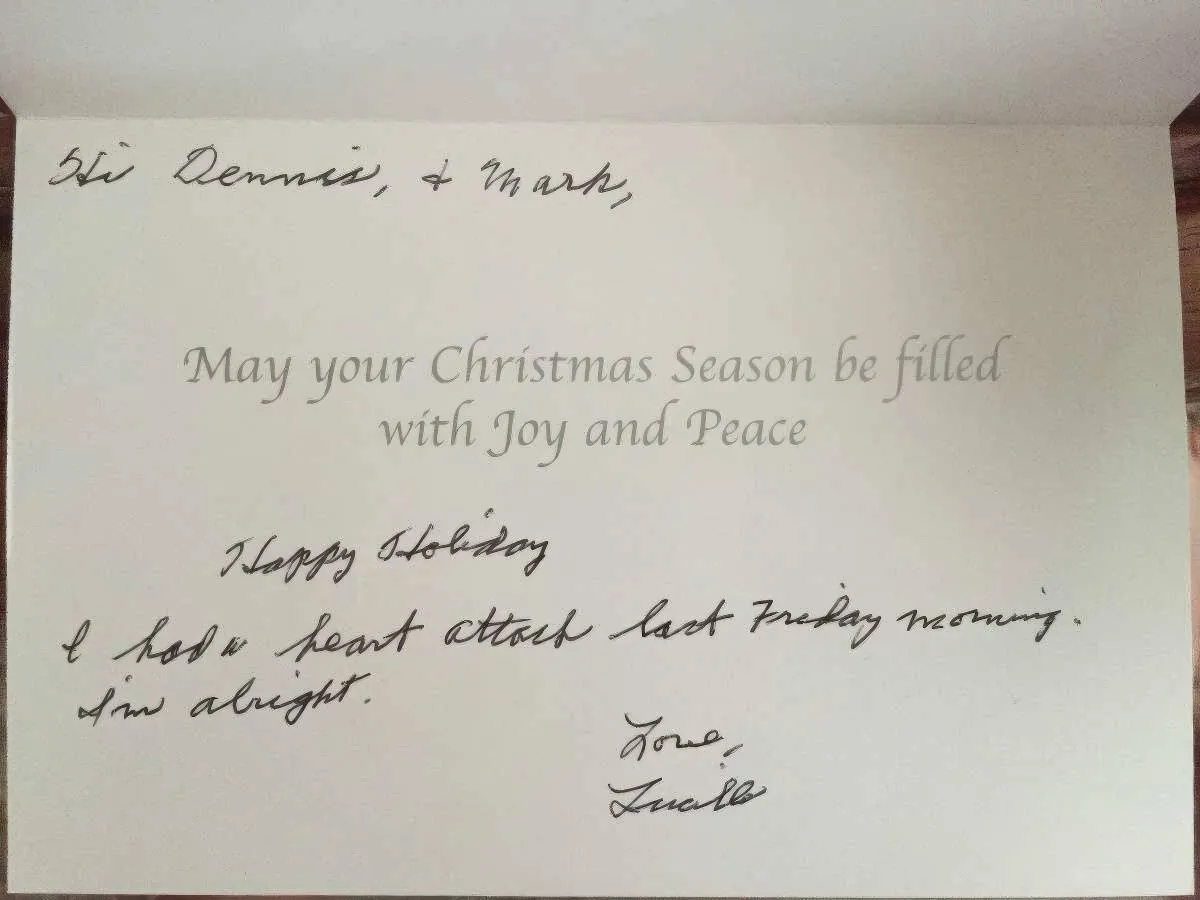 Hi Dennis, & Mark,
May your Christmas Season be filled
with Joy and Peace
Happy Holiday
I had a heart attack last Friday morning.
I'm alright.
Love,
Lucille